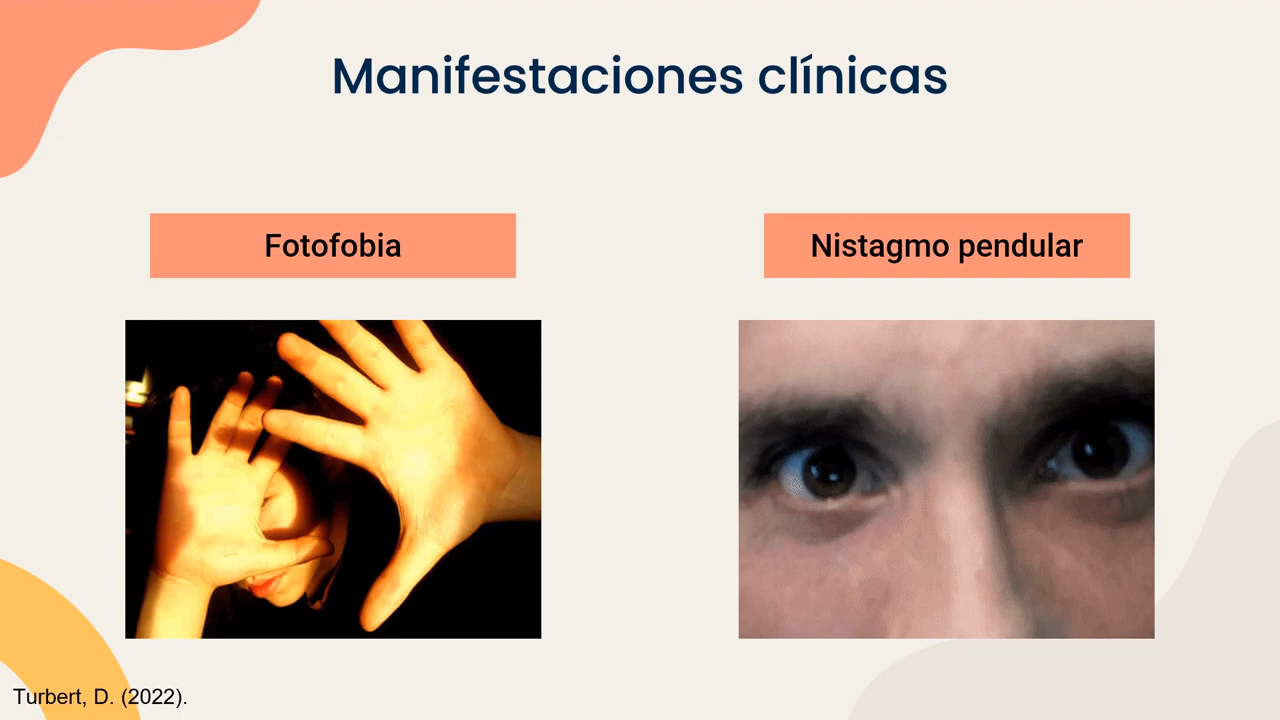 Manifestaciones clínicas
Fotofobia
Nistagmo pendular
Turbert, D. (2022).